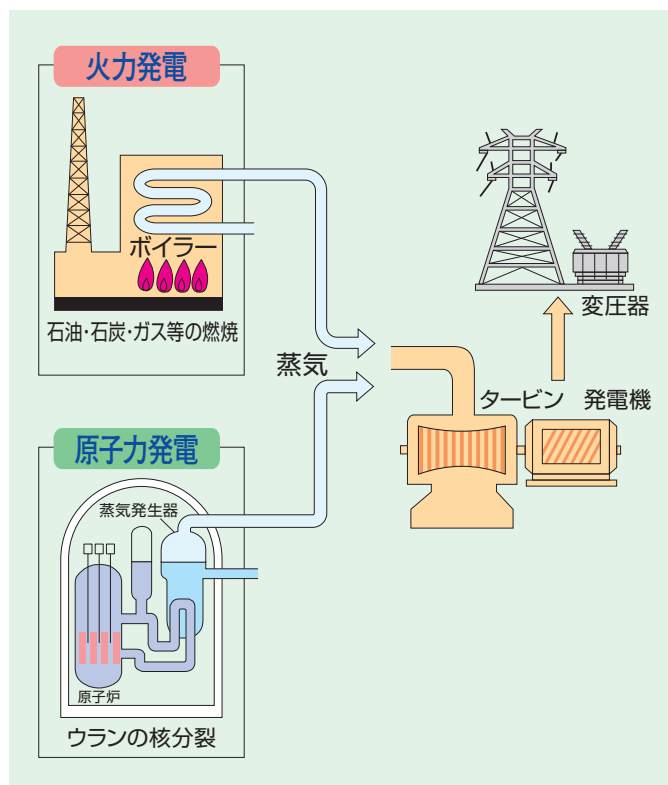 火力発電
ボイラー
石油・石炭・ガス等の燃焼
蒸気
変圧器
タービン
発電機
原子力発電
蒸気発生器
原子炉
ウランの核分裂